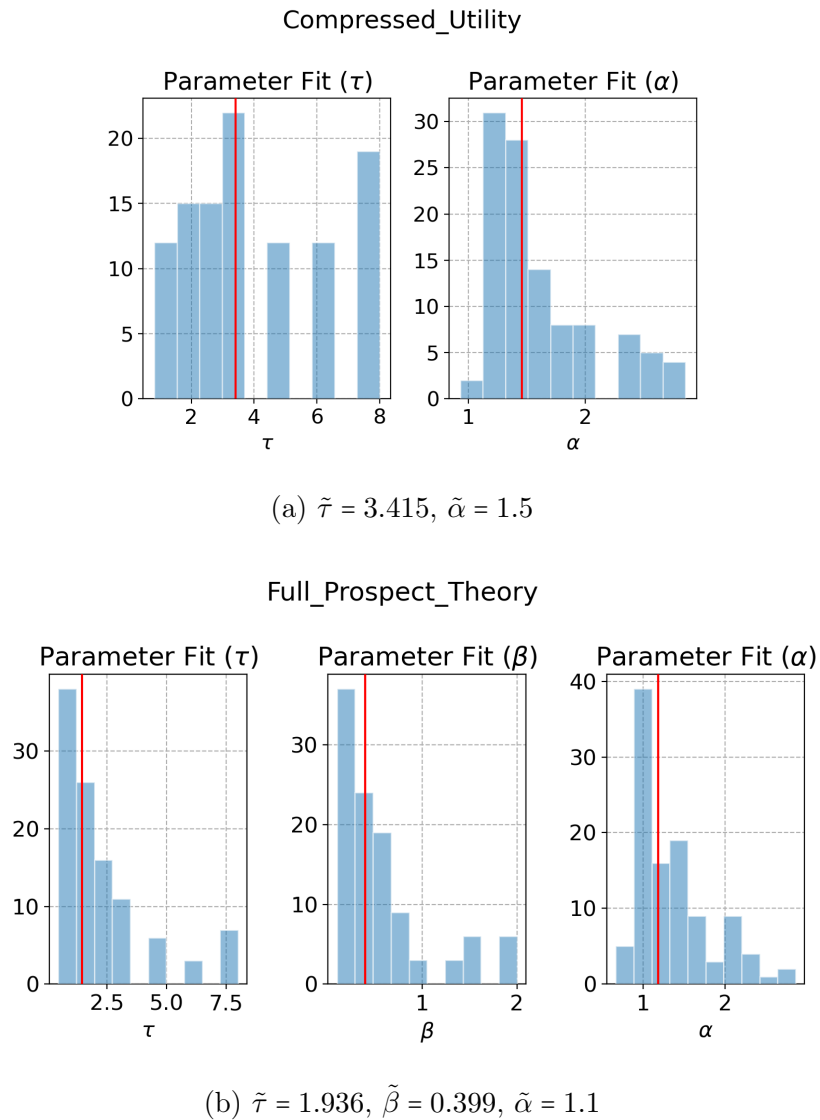 Compressed_Utility
Parameter Fit (τ) Parameter Fit (α)
20
15
10
5
0
2 4 6 8
τ
30
25
20
15
10
5
0
1 2
α
(a) τ̃ = 3.415, α̃ = 1.5
Full_Prospect_Theory
Parameter Fit (τ) Parameter Fit (β) Parameter Fit (α)
30
20
10
0
2.5 5.0 7.5
τ
30
20
10
0
1 2
β
40
30
20
10
0
1 2
α
(b) τ̃ = 1.936, β̃ = 0.399, α̃ = 1.1